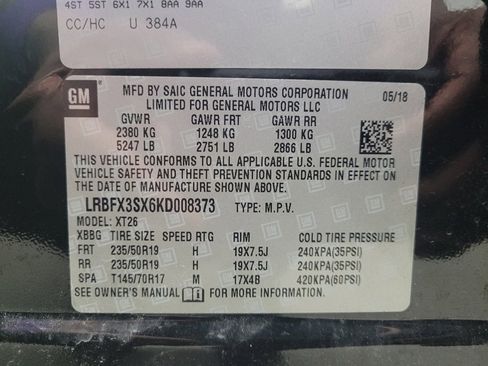 4ST 5ST 6X1 7X1 8AA 9AA
CC/HC U 384A
GM
MFD BY SAIC GENERAL MOTORS CORPORATION 05/18
LIMITED FOR GENERAL MOTORS LLC
GVWR GAWR FRT GAWR RR
2380 KG 1248 KG 1300 KG
5247 LB 2751 LB 2866 LB
THIS VEHICLE CONFORMS TO ALL APPLICABLE U.S. FEDERAL MOTOR
VEHICLE SAFETY AND THEFT PREVENTION STANDARDS IN EFFECT ON
THE DATE OF MANUFACTURE SHOWN ABOVE.
LRBFX3SX6KD008373 TYPE: M.P.V.
MODEL: XT26
XBBG TIRE SIZE SPEED RTG RIM COLD TIRE PRESSURE
FRT 235/50R19 H 19X7.5J 240KPA(35PSI)
RR 235/50R19 H 19X7.5J 240KPA(35PSI)
SPA T145/70R17 M 17X4B 420KPA(60PSI)
SEE OWNER'S MANUAL FOR MORE INFORMATION.